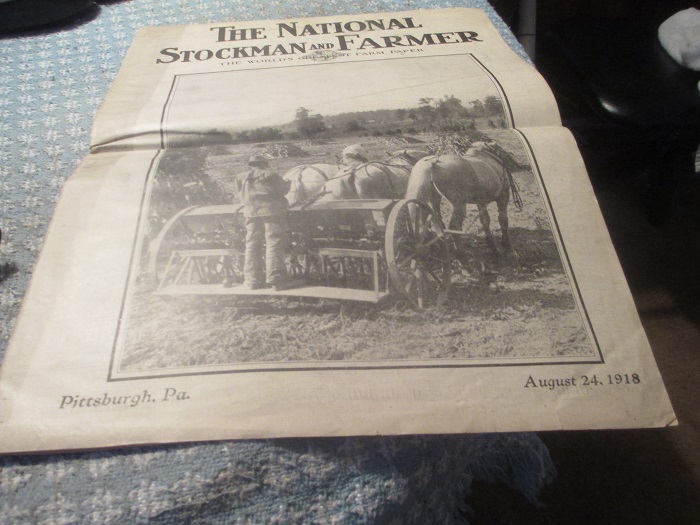 THE NATIONAL
STOCKMAN AND FARMER
THE WORLD'S GREATEST FARM PAPER
Pittsburgh, Pa.
August 24, 1918